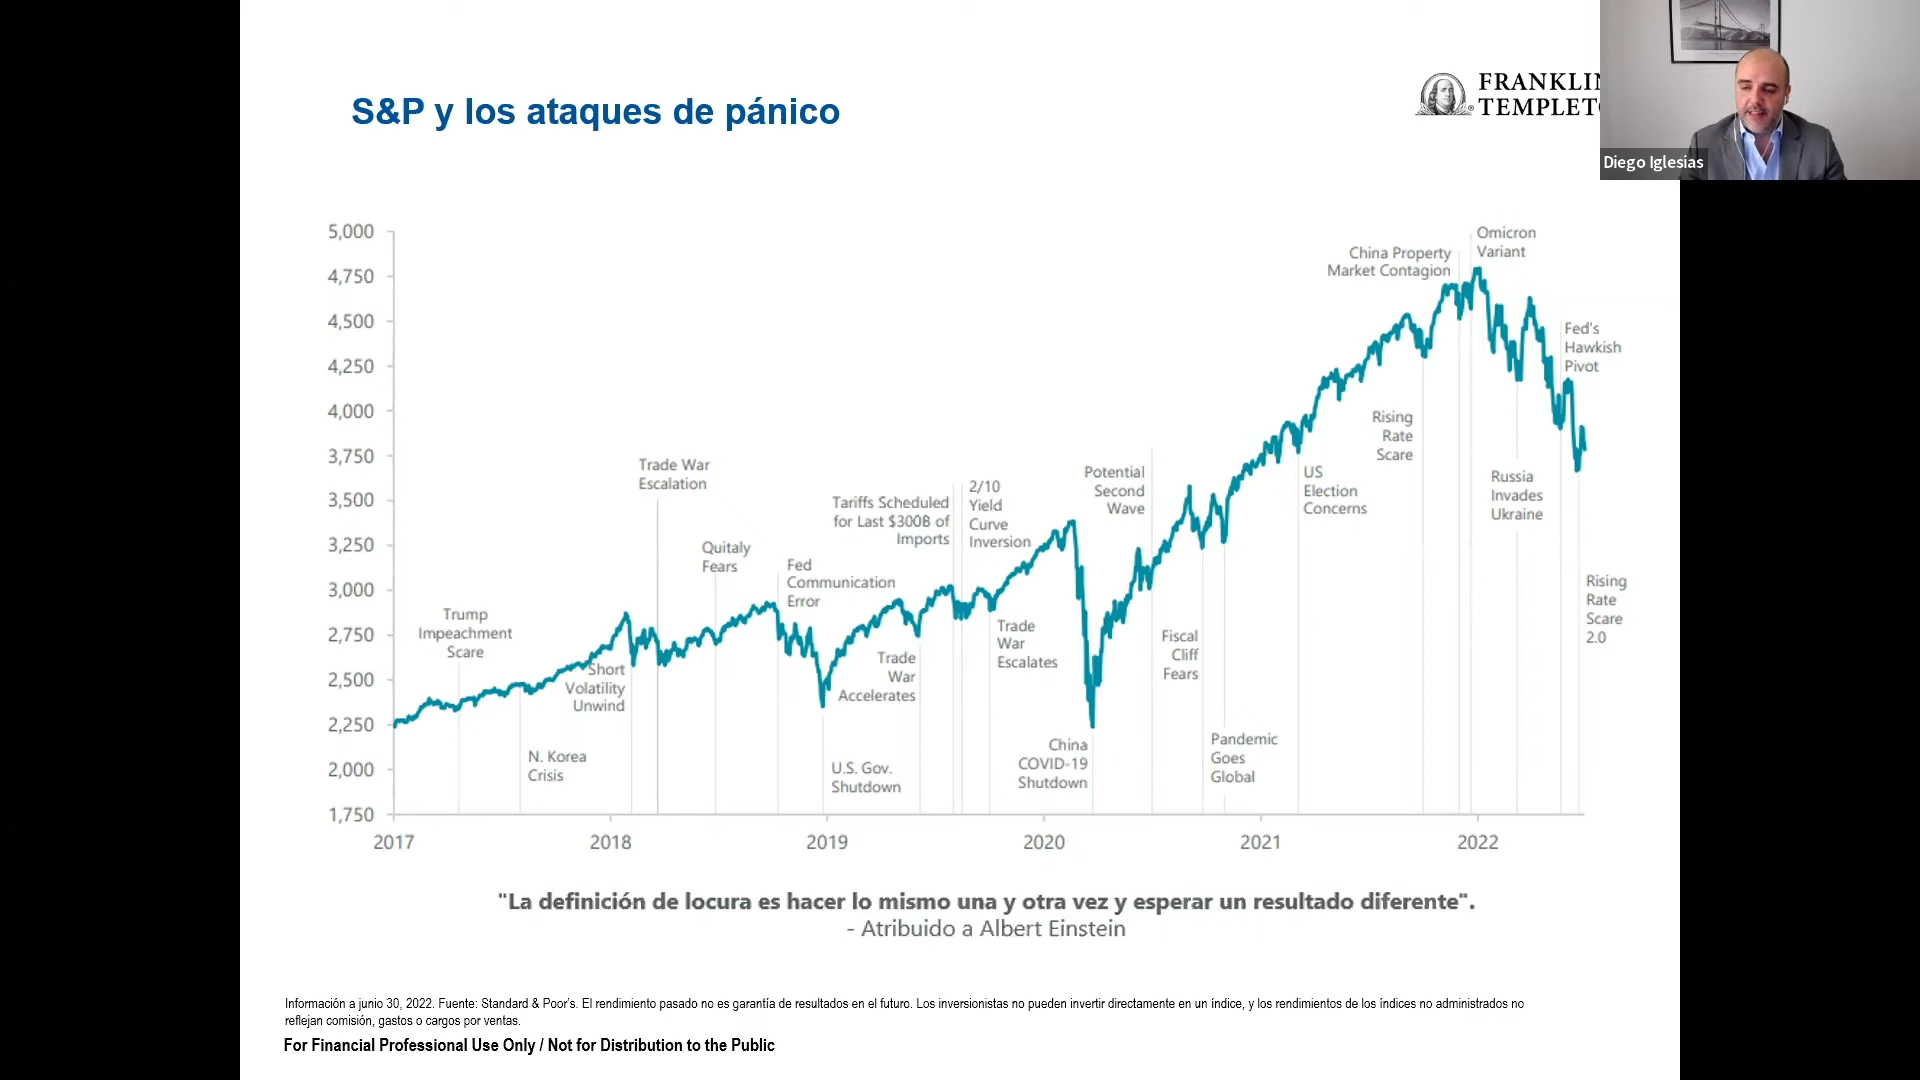 S&P y los ataques de pánico
FRANKLIN
TEMPLETO
Diego Iglesias
5,000
4,750
4,500
4,250
4,000
3,750
3,500
3,250
3,000
2,750
2,500
2,250
2,000
1,750
2017
2018
2019
2020
2021
2022
Trump
Impeachment
Scare
N. Korea
Crisis
Short
Volatility
Unwind
Trade War
Escalation
Quitaly
Fears
Fed
Communication
Error
U.S. Gov.
Shutdown
Trade
War
Accelerates
Tariffs Scheduled
for Last $300B of
Imports
2/10
Yield
Curve
Inversion
Trade
War
Escalates
China
COVID-19
Shutdown
Potential
Second
Wave
Fiscal
Cliff
Fears
Pandemic
Goes
Global
US
Election
Concerns
Rising
Rate
Scare
China Property
Market Contagion
Omicron
Variant
Russia
Invades
Ukraine
Fed's
Hawkish
Pivot
Rising
Rate
Scare
2.0
"La definición de locura es hacer lo mismo una y otra vez y esperar un resultado diferente".
- Atribuido a Albert Einstein
Información a junio 30, 2022. Fuente: Standard & Poor's. El rendimiento pasado no es garantía de resultados en el futuro. Los inversionistas no pueden invertir directamente en un índice, y los rendimientos de los índices no administrados no
reflejan comisión, gastos o cargos por ventas.
For Financial Professional Use Only / Not for Distribution to the Public